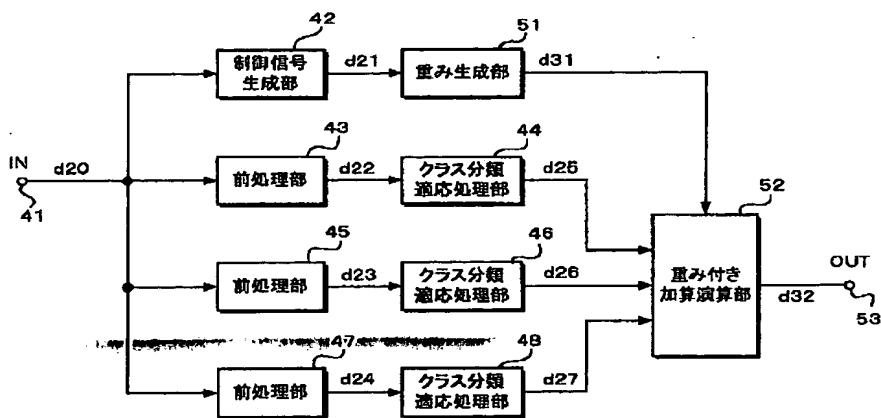 42
51
制御信号
生成部
d21
重み生成部
d31
43
44
IN
d20
前処理部
d22
クラス分類
適応処理部
d25
41
52
45
46
OUT
前処理部
d23
クラス分類
適応処理部
d26
重み付き
加算演算部
d32
53
47
48
前処理部
d24
クラス分類
適応処理部
d27